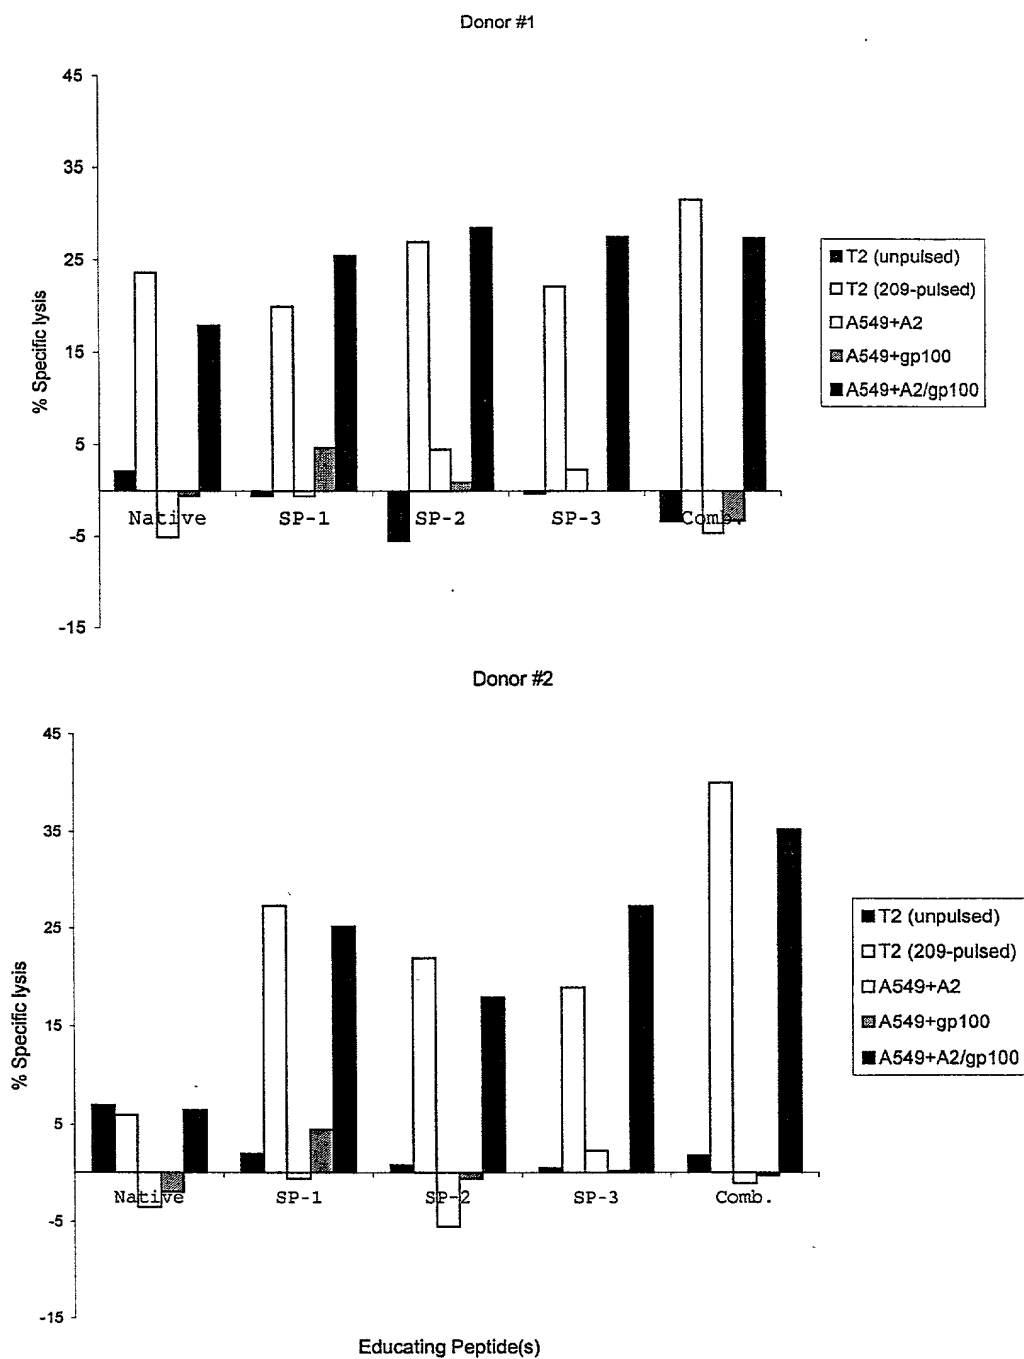 Donor #1
45
35
25
15
5
-5
-15
% Specific lysis
Native SP-1 SP-2 SP-3 Comb.
T2 (unpulsed)
T2 (209-pulsed)
A549+A2
A549+gp100
A549+A2/gp100
Donor #2
45
35
25
15
5
-5
-15
% Specific lysis
Native SP-1 SP-2 SP-3 Comb.
T2 (unpulsed)
T2 (209-pulsed)
A549+A2
A549+gp100
A549+A2/gp100
Educating Peptide(s)